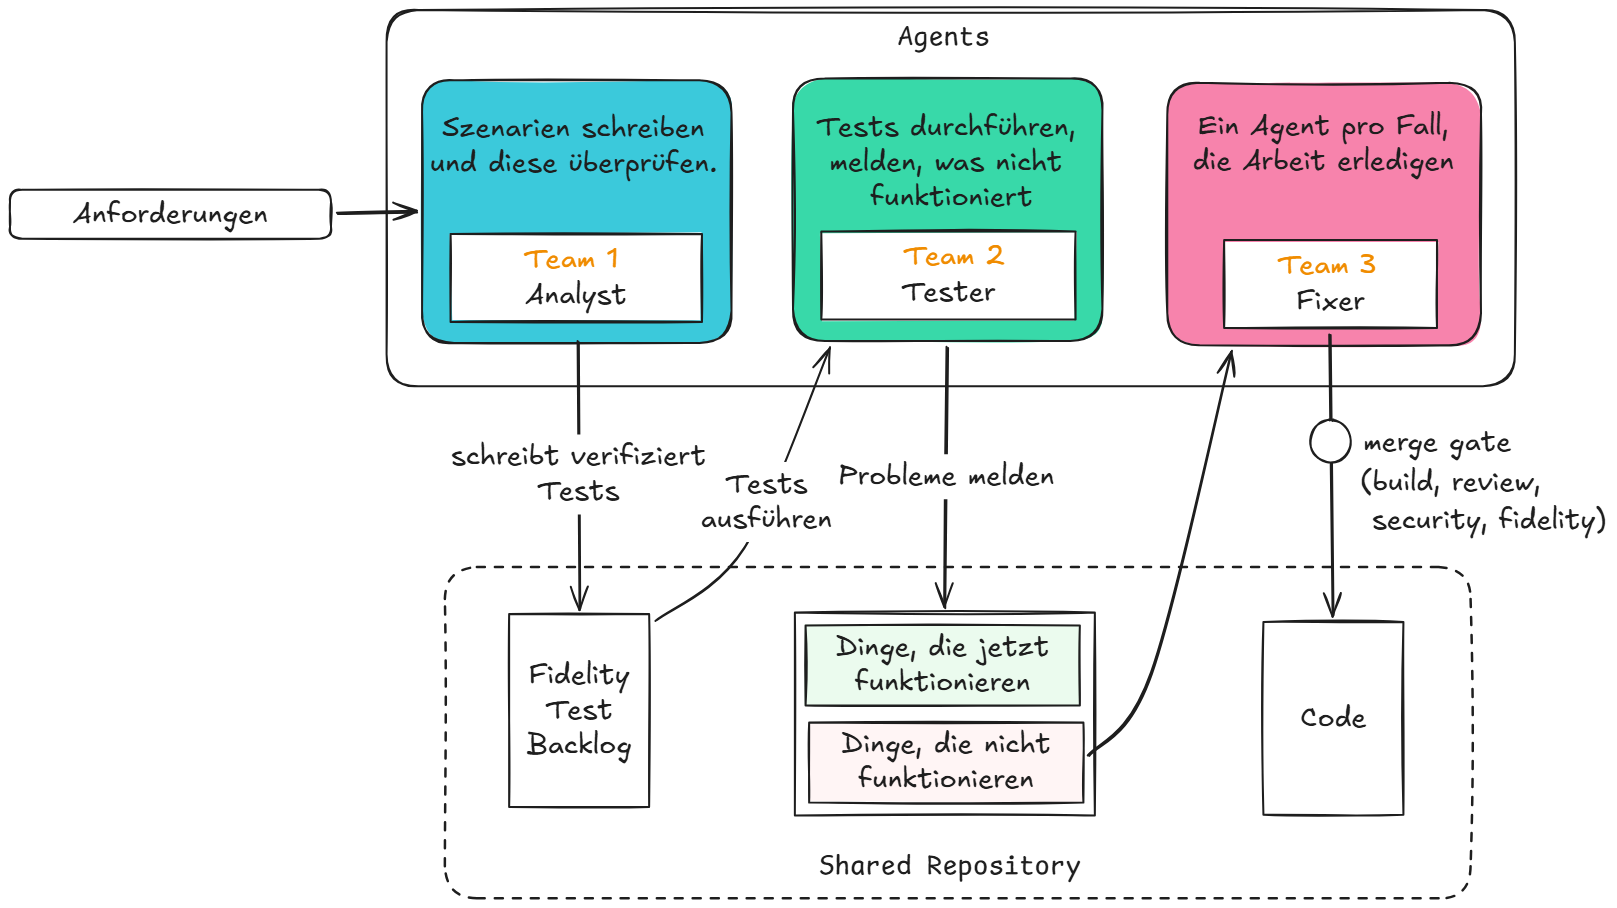 Agents
Szenarien schreiben
und diese überprüfen.
Team 1
Analyst
Tests durchführen,
melden, was nicht
funktioniert
Team 2
Tester
Ein Agent pro Fall,
die Arbeit erledigen
Team 3
Fixer
Anforderungen
schreibt verifiziert
Tests
Tests
ausführen
Probleme melden
merge gate
(build, review,
security, fidelity)
Fidelity
Test
Backlog
Dinge, die jetzt
funktionieren
Dinge, die nicht
funktionieren
Code
Shared Repository